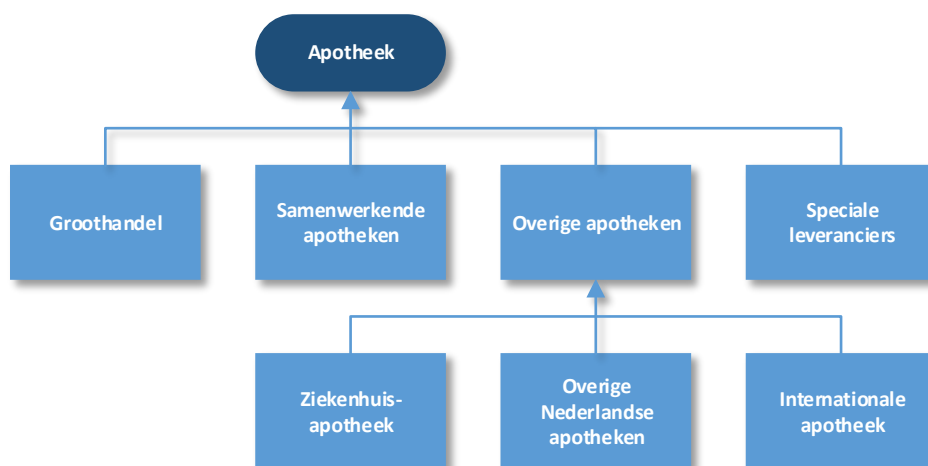 Apotheek
Groothandel
Samenwerkende
apotheken
Overige apotheken
Speciale
leveranciers
Ziekenhuis-
apotheek
Overige
Nederlandse
apotheken
Internationale
apotheek